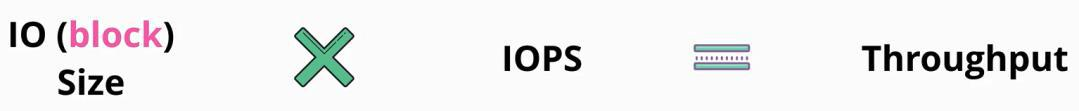 IO (block)
Size
IOPS
Throughput